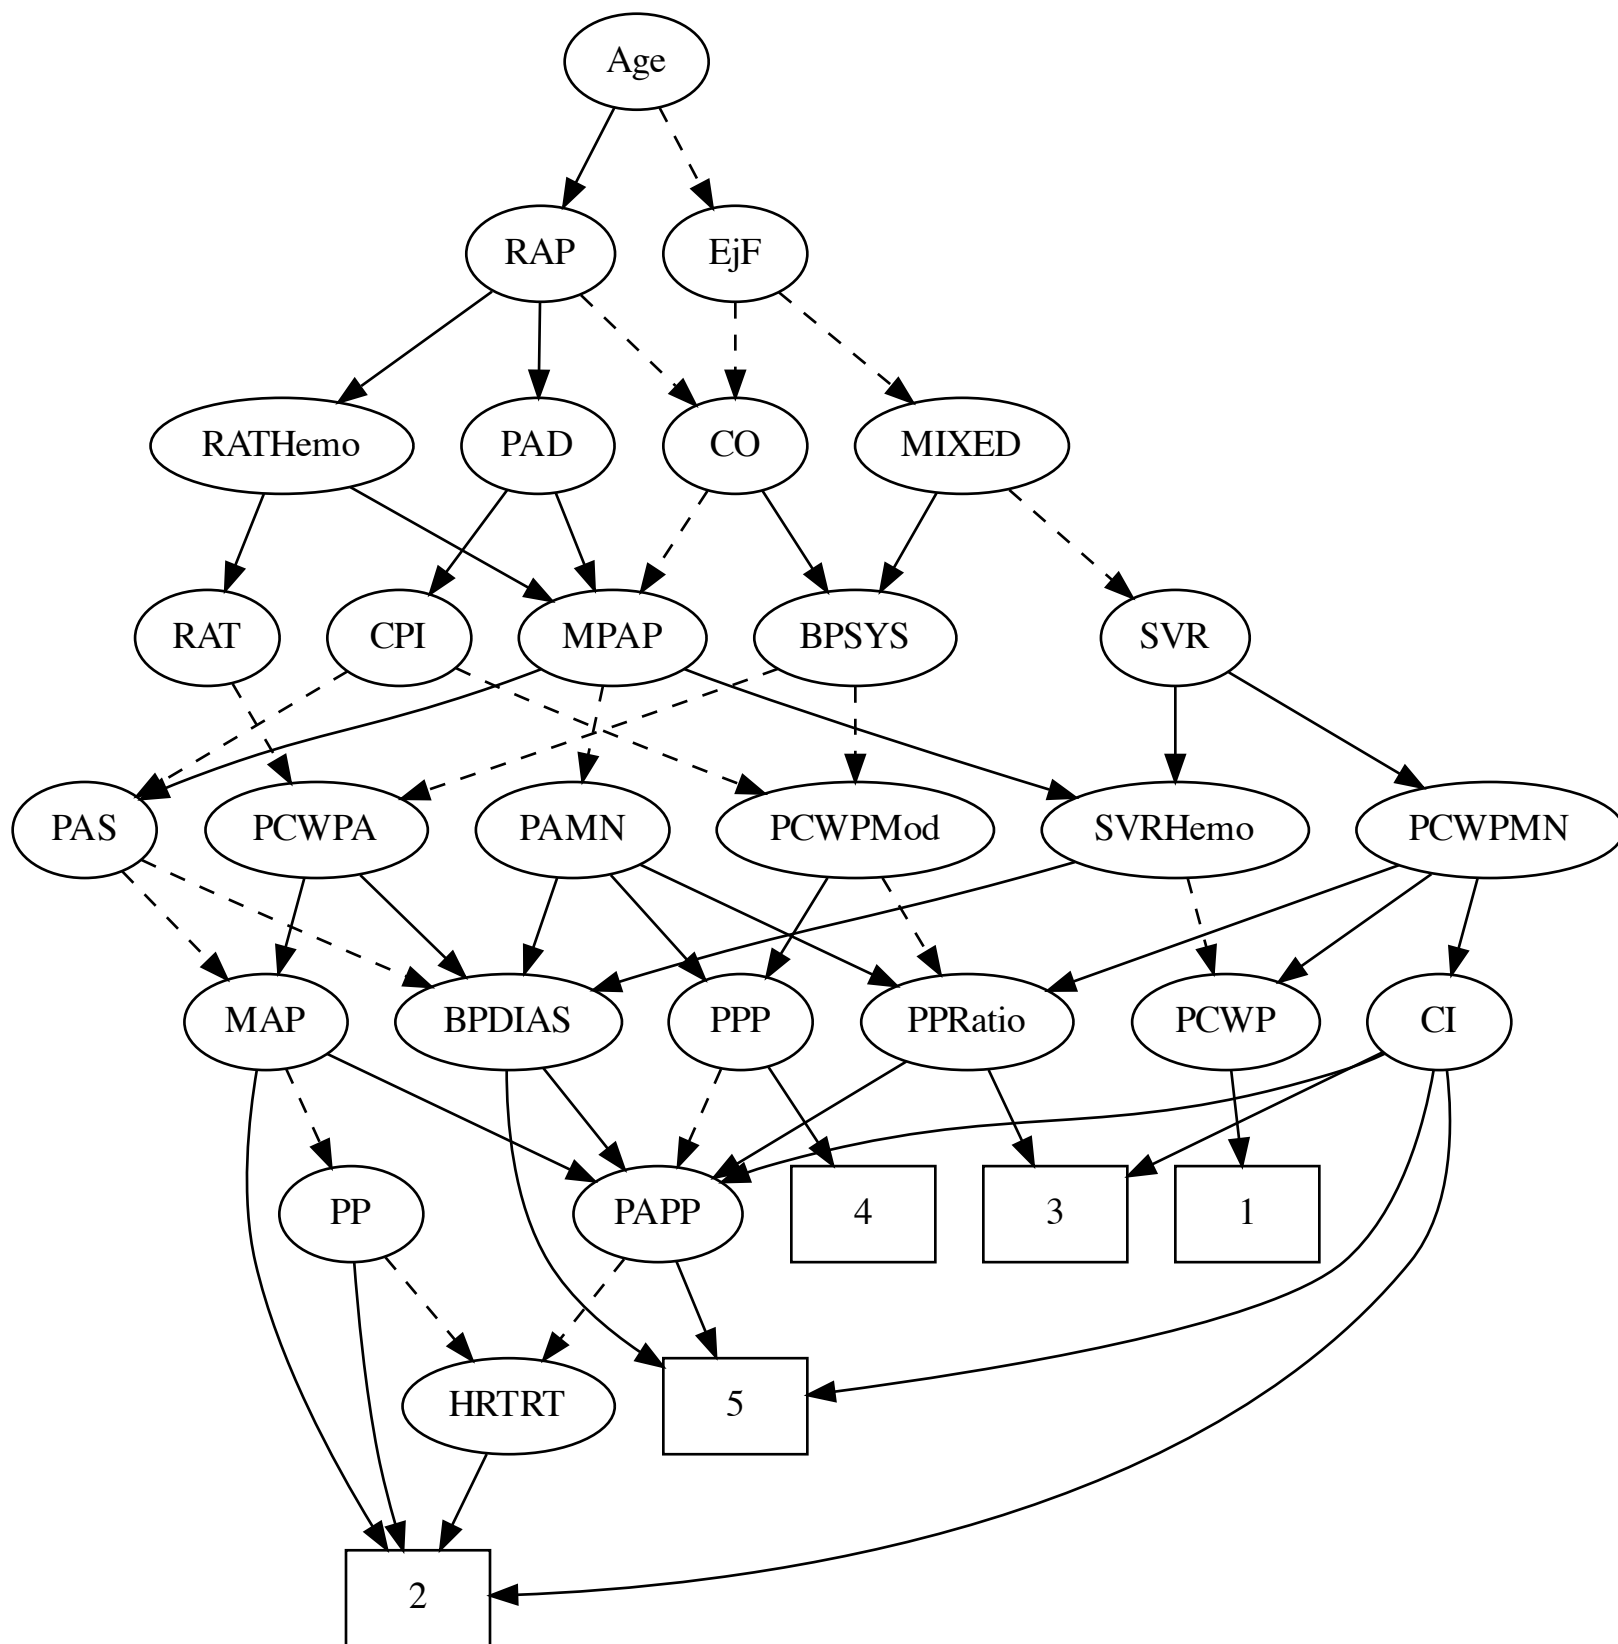 Age
RAP
EjF
RATHemo
PAD
CO
MIXED
RAT
CPI
MPAP
BPSYS
SVR
PAS
PCWPA
PAMN
PCWPMod
SVRHemo
PCWPMN
MAP
BPDIAS
PPP
PPRatio
PCWP
CI
PP
PAPP
4
3
1
HRTRT
5
2